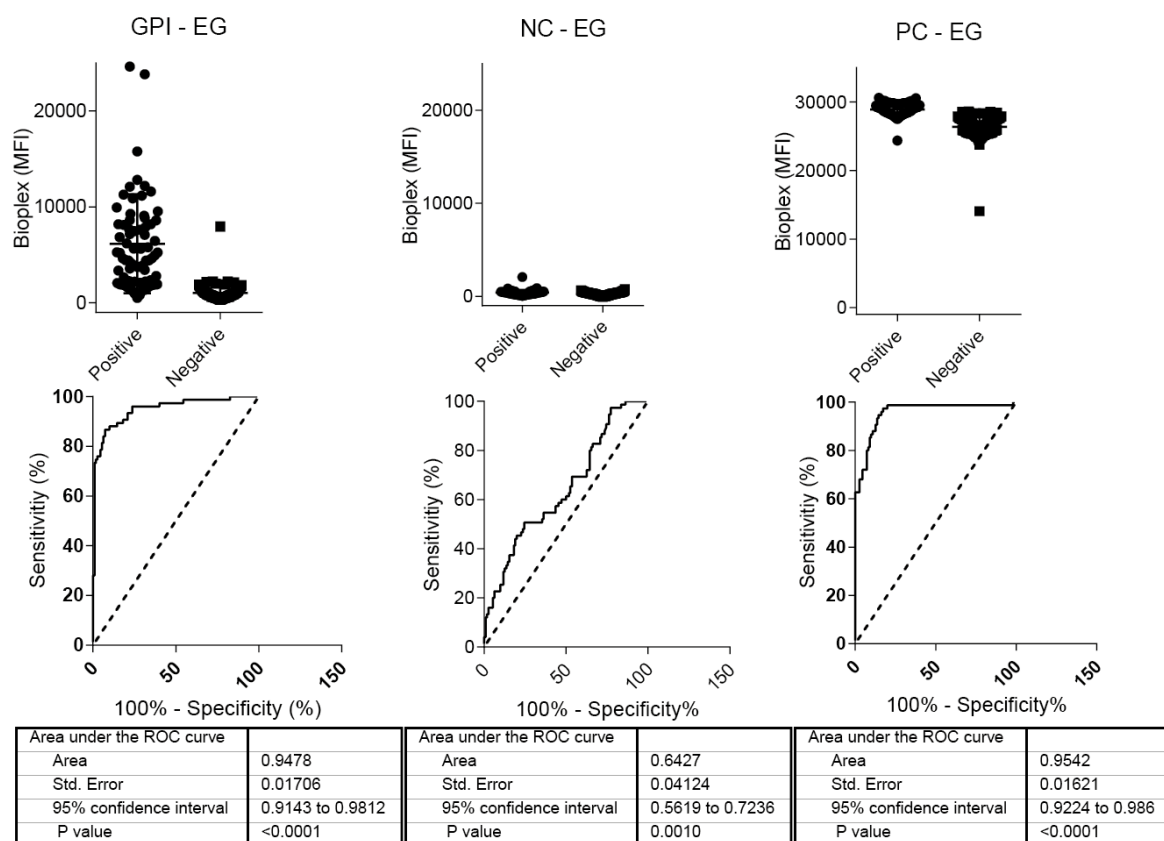 GPI - EG
NC - EG
PC - EG
Bioplex (MFI)
20000
10000
0
Positive
Negative
Bioplex (MFI)
20000
10000
0
Positive
Negative
Bioplex (MFI)
30000
20000
10000
0
Positive
Negative
Sensitivitiy (%)
100
80
60
40
20
0
0
50
100
150
100% - Specificity (%)
Sensitivity (%)
100
80
60
40
20
0
0
50
100
150
100% - Specificity%
Sensitivity (%)
100
80
60
40
20
0
0
50
100
150
100% - Specificity%
Area under the ROC curve
Area 0.9478
Std. Error 0.01706
95% confidence interval 0.9143 to 0.9812
P value <0.0001
Area under the ROC curve
Area 0.6427
Std. Error 0.04124
95% confidence interval 0.5619 to 0.7236
P value 0.0010
Area under the ROC curve
Area 0.9542
Std. Error 0.01621
95% confidence interval 0.9224 to 0.986
P value <0.0001